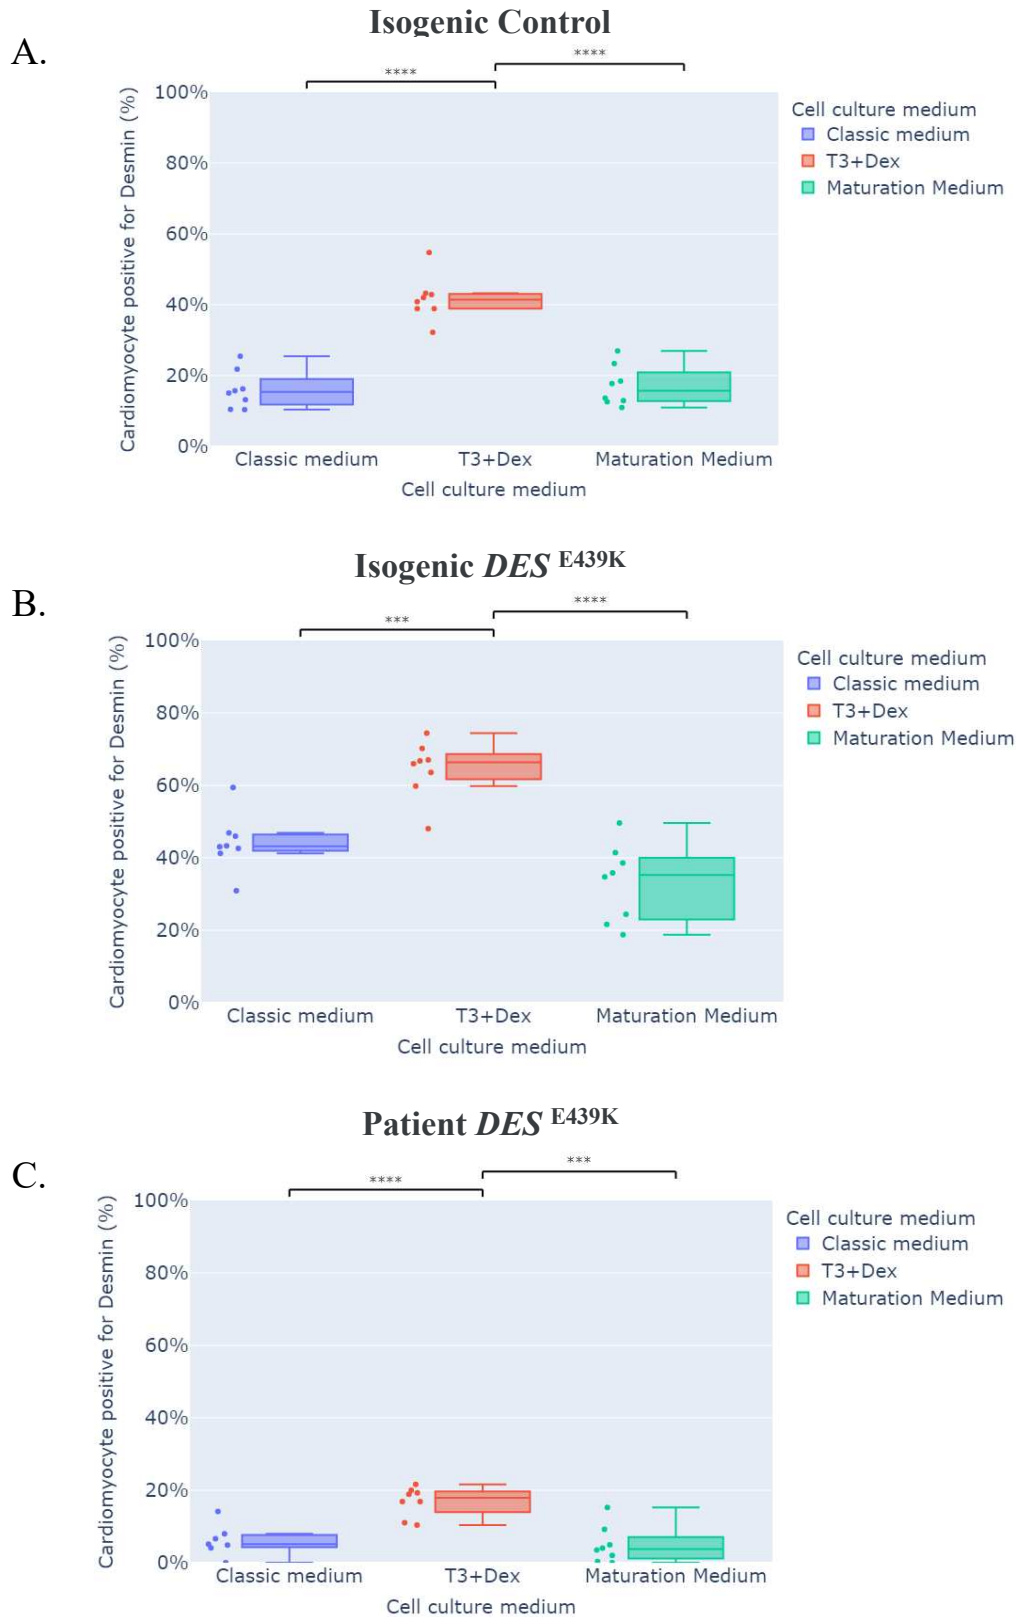 Isogenic Control
A.
****
****
100%
80%
60%
40%
20%
0%
Cardiomyocyte positive for Desmin (%)
Classic medium
T3+Dex
Maturation Medium
Cell culture medium
Cell culture medium
Classic medium
T3+Dex
Maturation Medium
Isogenic DES E439K
B.
***
****
100%
80%
60%
40%
20%
0%
Cardiomyocyte positive for Desmin (%)
Classic medium
T3+Dex
Maturation Medium
Cell culture medium
Cell culture medium
Classic medium
T3+Dex
Maturation Medium
Patient DES E439K
C.
****
***
100%
80%
60%
40%
20%
0%
Cardiomyocyte positive for Desmin (%)
Classic medium
T3+Dex
Maturation Medium
Cell culture medium
Cell culture medium
Classic medium
T3+Dex
Maturation Medium